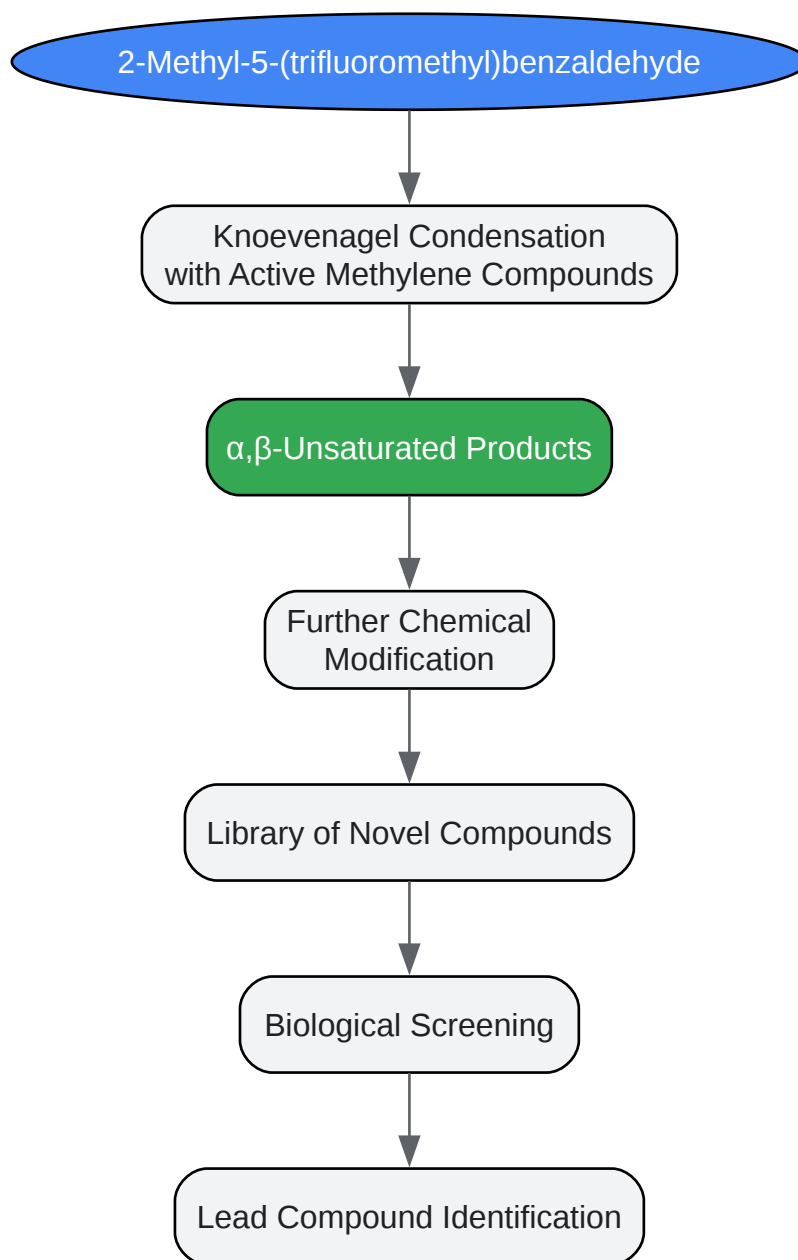 2-Methyl-5-(trifluoromethyl)benzaldehyde
Knoevenagel Condensation
with Active Methylene Compounds
α,β-Unsaturated Products
Further Chemical
Modification
Library of Novel Compounds
Biological Screening
Lead Compound Identification